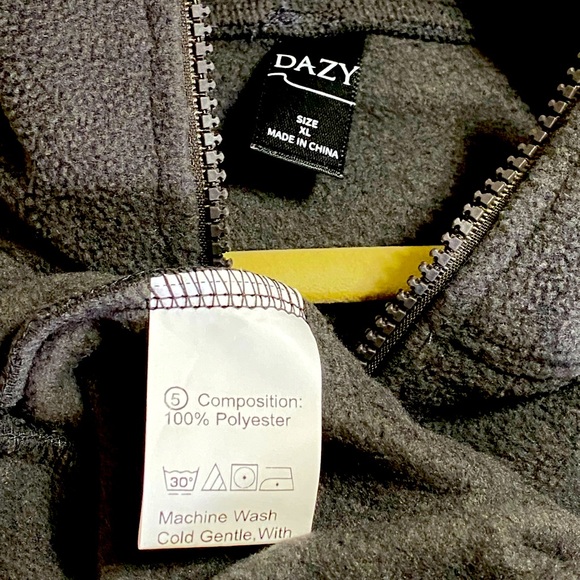 DAZY
SIZE
XL
MADE IN CHINA
5 Composition:
100% Polyester
30°
Machine Wash
Cold Gentle,With